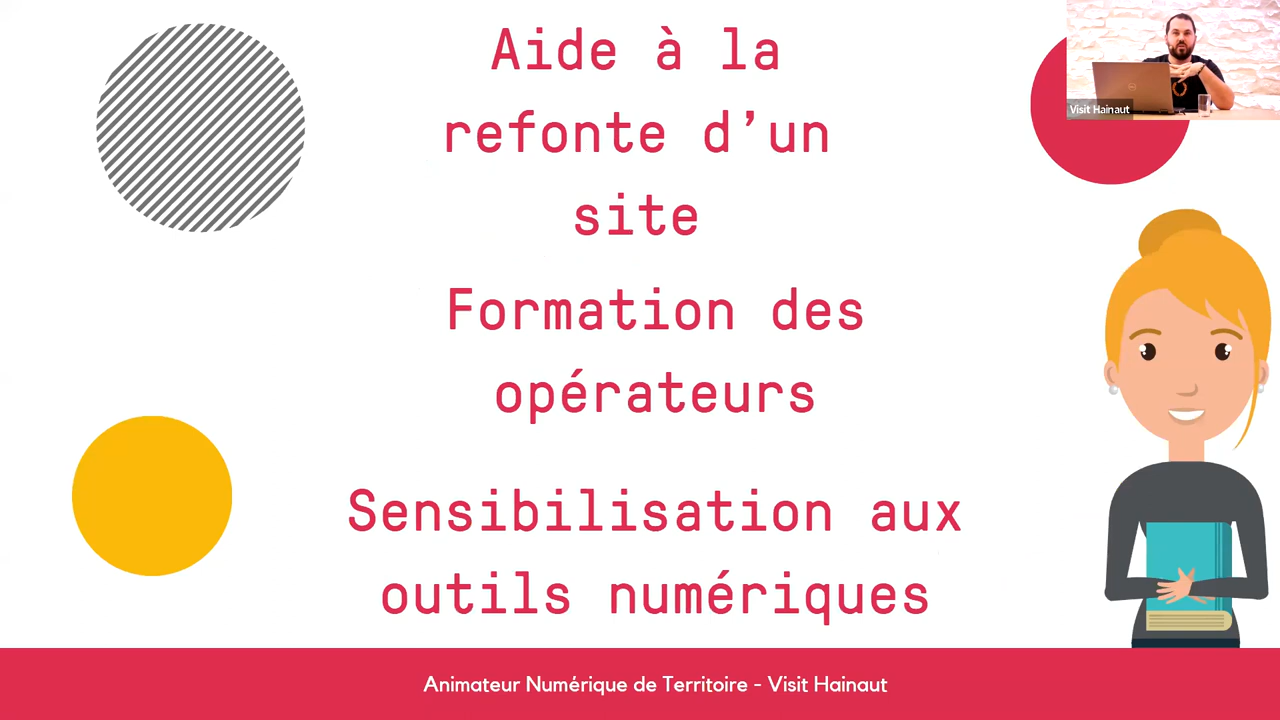 Aide à la
refonte d’un
site
Formation des
opérateurs
Sensibilisation aux
outils numériques
Visit Hainaut
Animateur Numérique de Territoire - Visit Hainaut